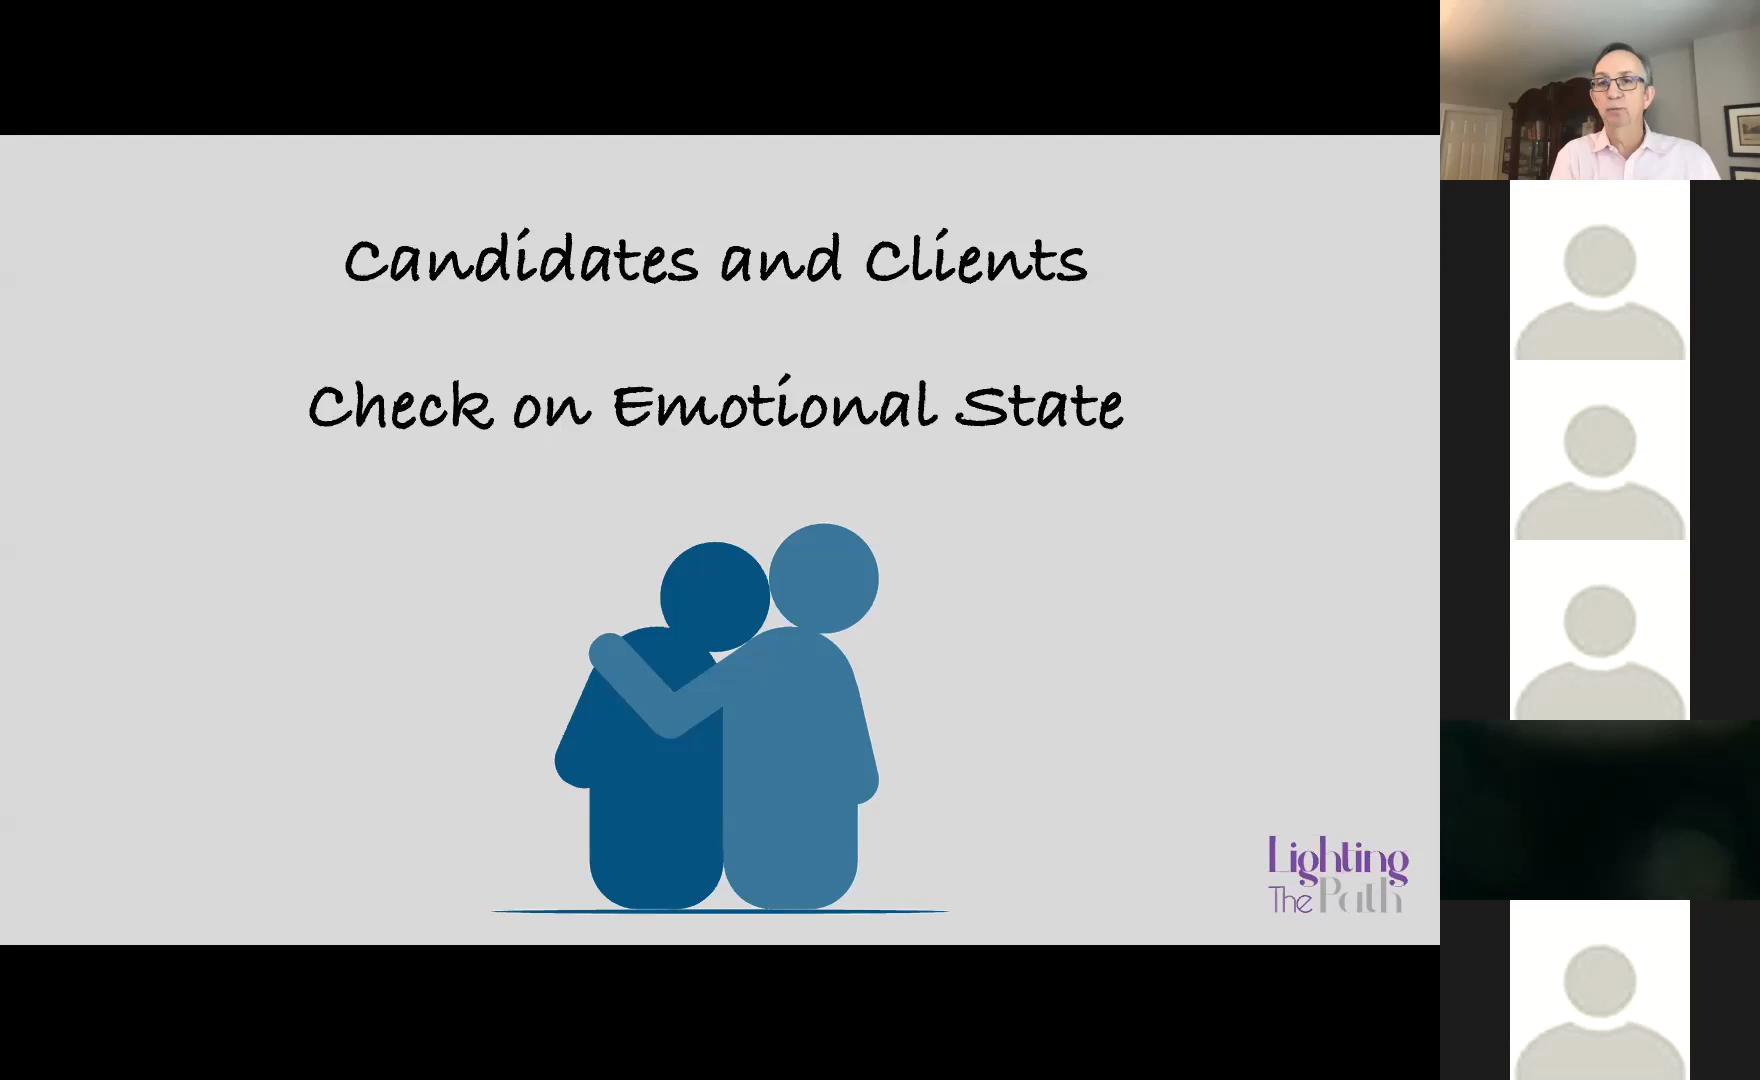 Candidates and Clients
Check on Emotional State
Lighting
The Path